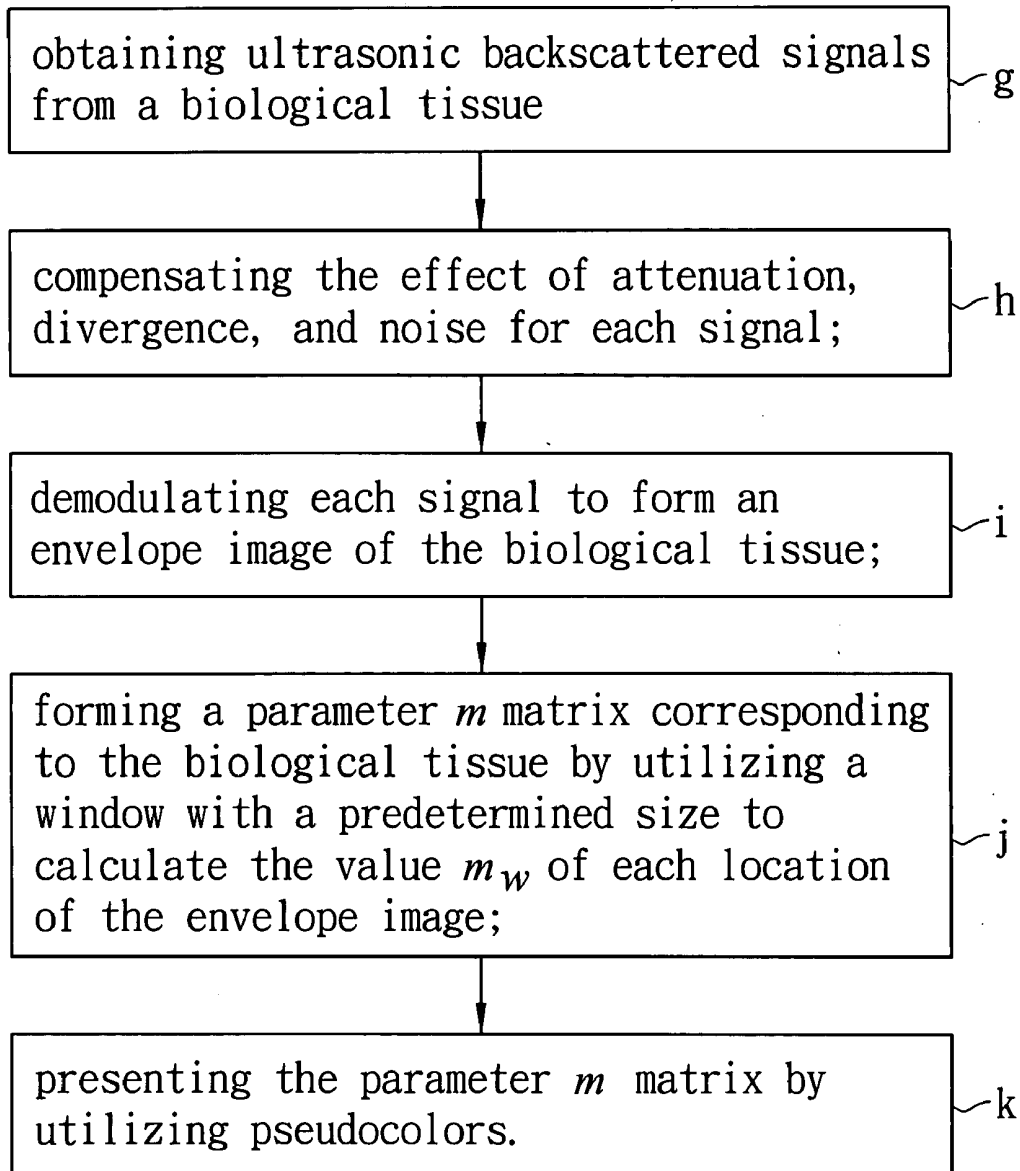 obtaining ultrasonic backscattered signals
from a biological tissue
g
compensating the effect of attenuation,
divergence, and noise for each signal;
h
demodulating each signal to form an
envelope image of the biological tissue;
i
forming a parameter m matrix corresponding
to the biological tissue by utilizing a
window with a predetermined size to
calculate the value m_w of each location
of the envelope image;
j
presenting the parameter m matrix by
utilizing pseudocolors.
k